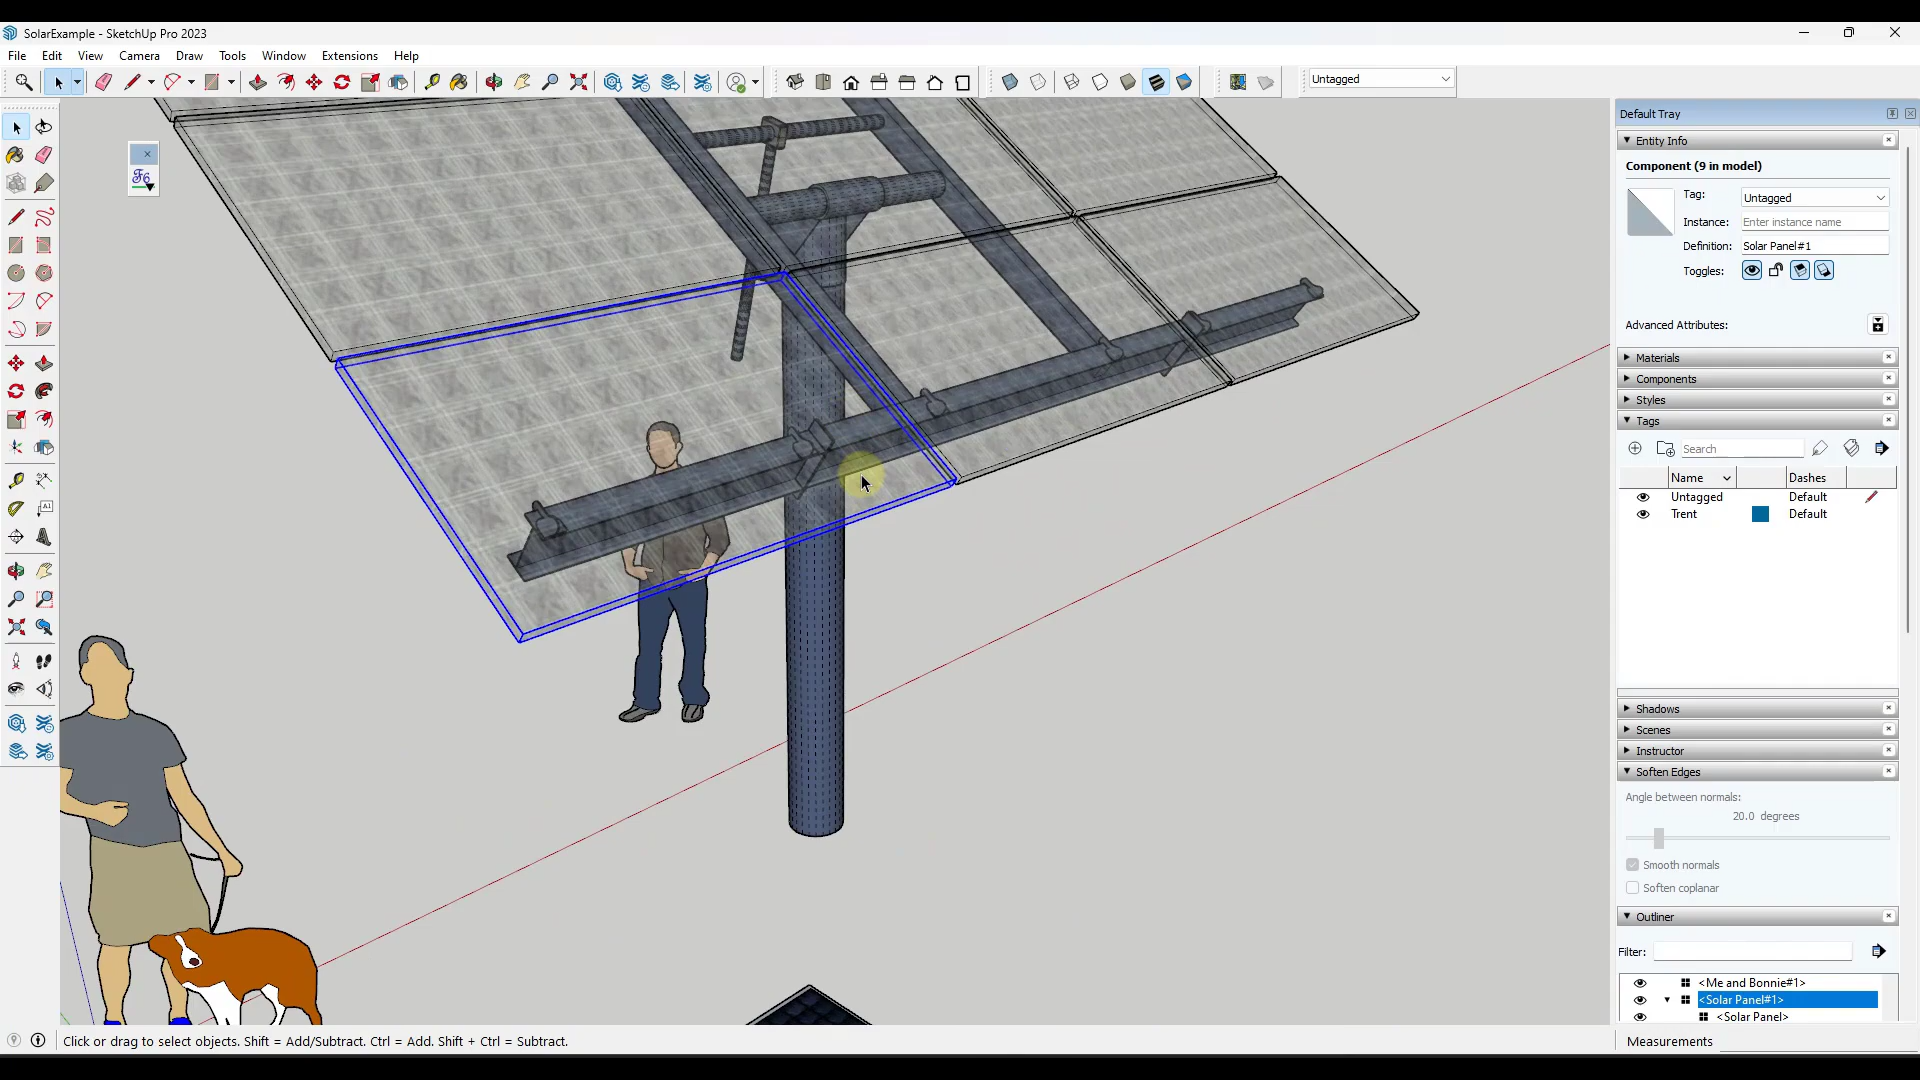 SolarExample - SketchUp Pro 2023
File Edit View Camera Draw Tools Window Extensions Help
Untagged
Default Tray
Entity Info
Component (9 in model)
Tag: Untagged
Instance: Enter instance name
Definition: Solar Panel#1
Toggles:
Advanced Attributes:
Materials
Components
Styles
Tags
Search
Name Dashes
Untagged Default
Trent Default
Shadows
Scenes
Instructor
Soften Edges
Angle between normals:
20.0 degrees
Smooth normals
Soften coplanar
Outliner
Filter:
<Me and Bonnie#1>
<Solar Panel#1>
<Solar Panel>
Click or drag to select objects. Shift = Add/Subtract. Ctrl = Add. Shift + Ctrl = Subtract.
Measurements